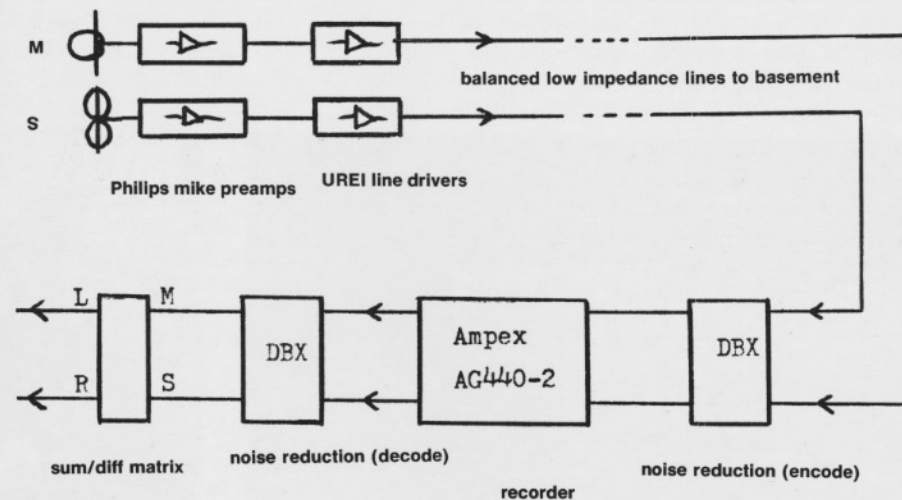 M
balanced low impedance lines to basement
S
Philips mike preamps
UREI line drivers
L M
DBX
Ampex
AG440-2
DBX
R S
sum/diff matrix
noise reduction (decode)
recorder
noise reduction (encode)